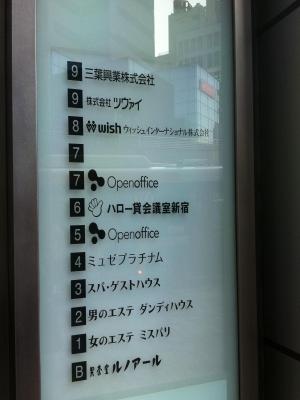 9 三葉興業株式会社
9 株式会社 ツヴァイ
8 wish ウィッシュインターナショナル株式会社
7
7 Openoffice
6 ハロー貸会議室新宿
5 Openoffice
4 ミュゼプラチナム
3 スパ・ゲストハウス
2 男のエステ ダンディハウス
1 女のエステ ミスパリ
B 喫茶室 ルノアール